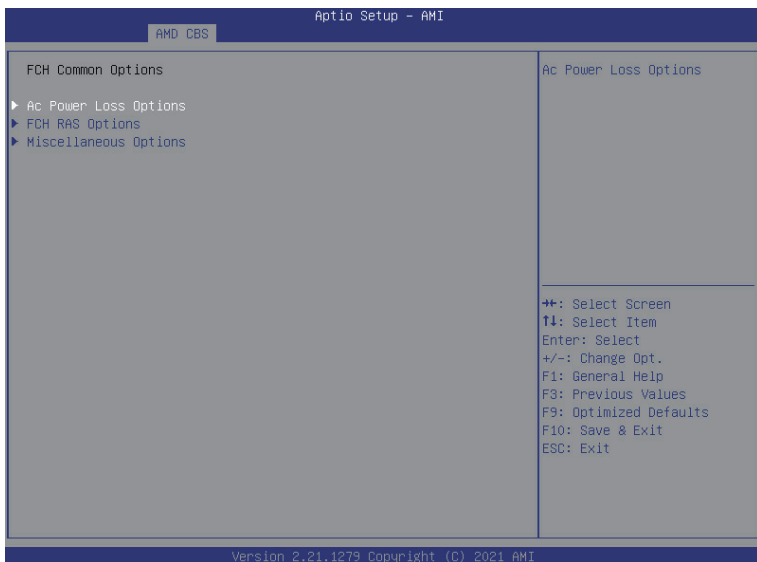 Aptio Setup – AMI
AMD CBS
FCH Common Options
Ac Power Loss Options
FCH RAS Options
Miscellaneous Options
Ac Power Loss Options
→←: Select Screen
↑↓: Select Item
Enter: Select
+/-: Change Opt.
F1: General Help
F3: Previous Values
F9: Optimized Defaults
F10: Save & Exit
ESC: Exit
Version 2.21.1279 Copyright (C) 2021 AMI